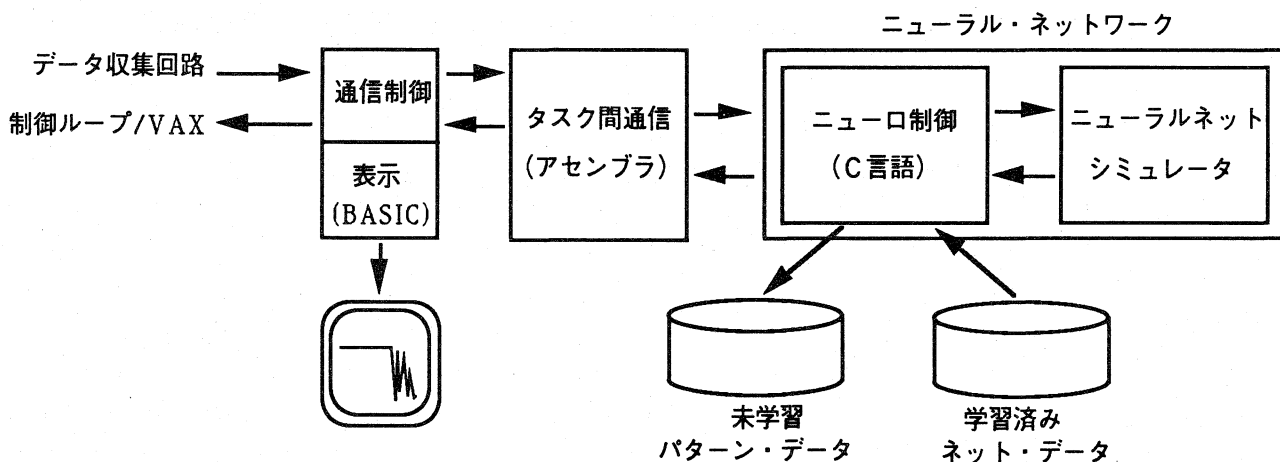 ニューラル・ネットワーク
データ収集回路
制御ループ/VAX
通信制御
表示
(BASIC)
タスク間通信
(アセンブラ)
ニューロ制御
(C言語)
ニューラルネット
シミュレータ
未学習
パターン・データ
学習済み
ネット・データ